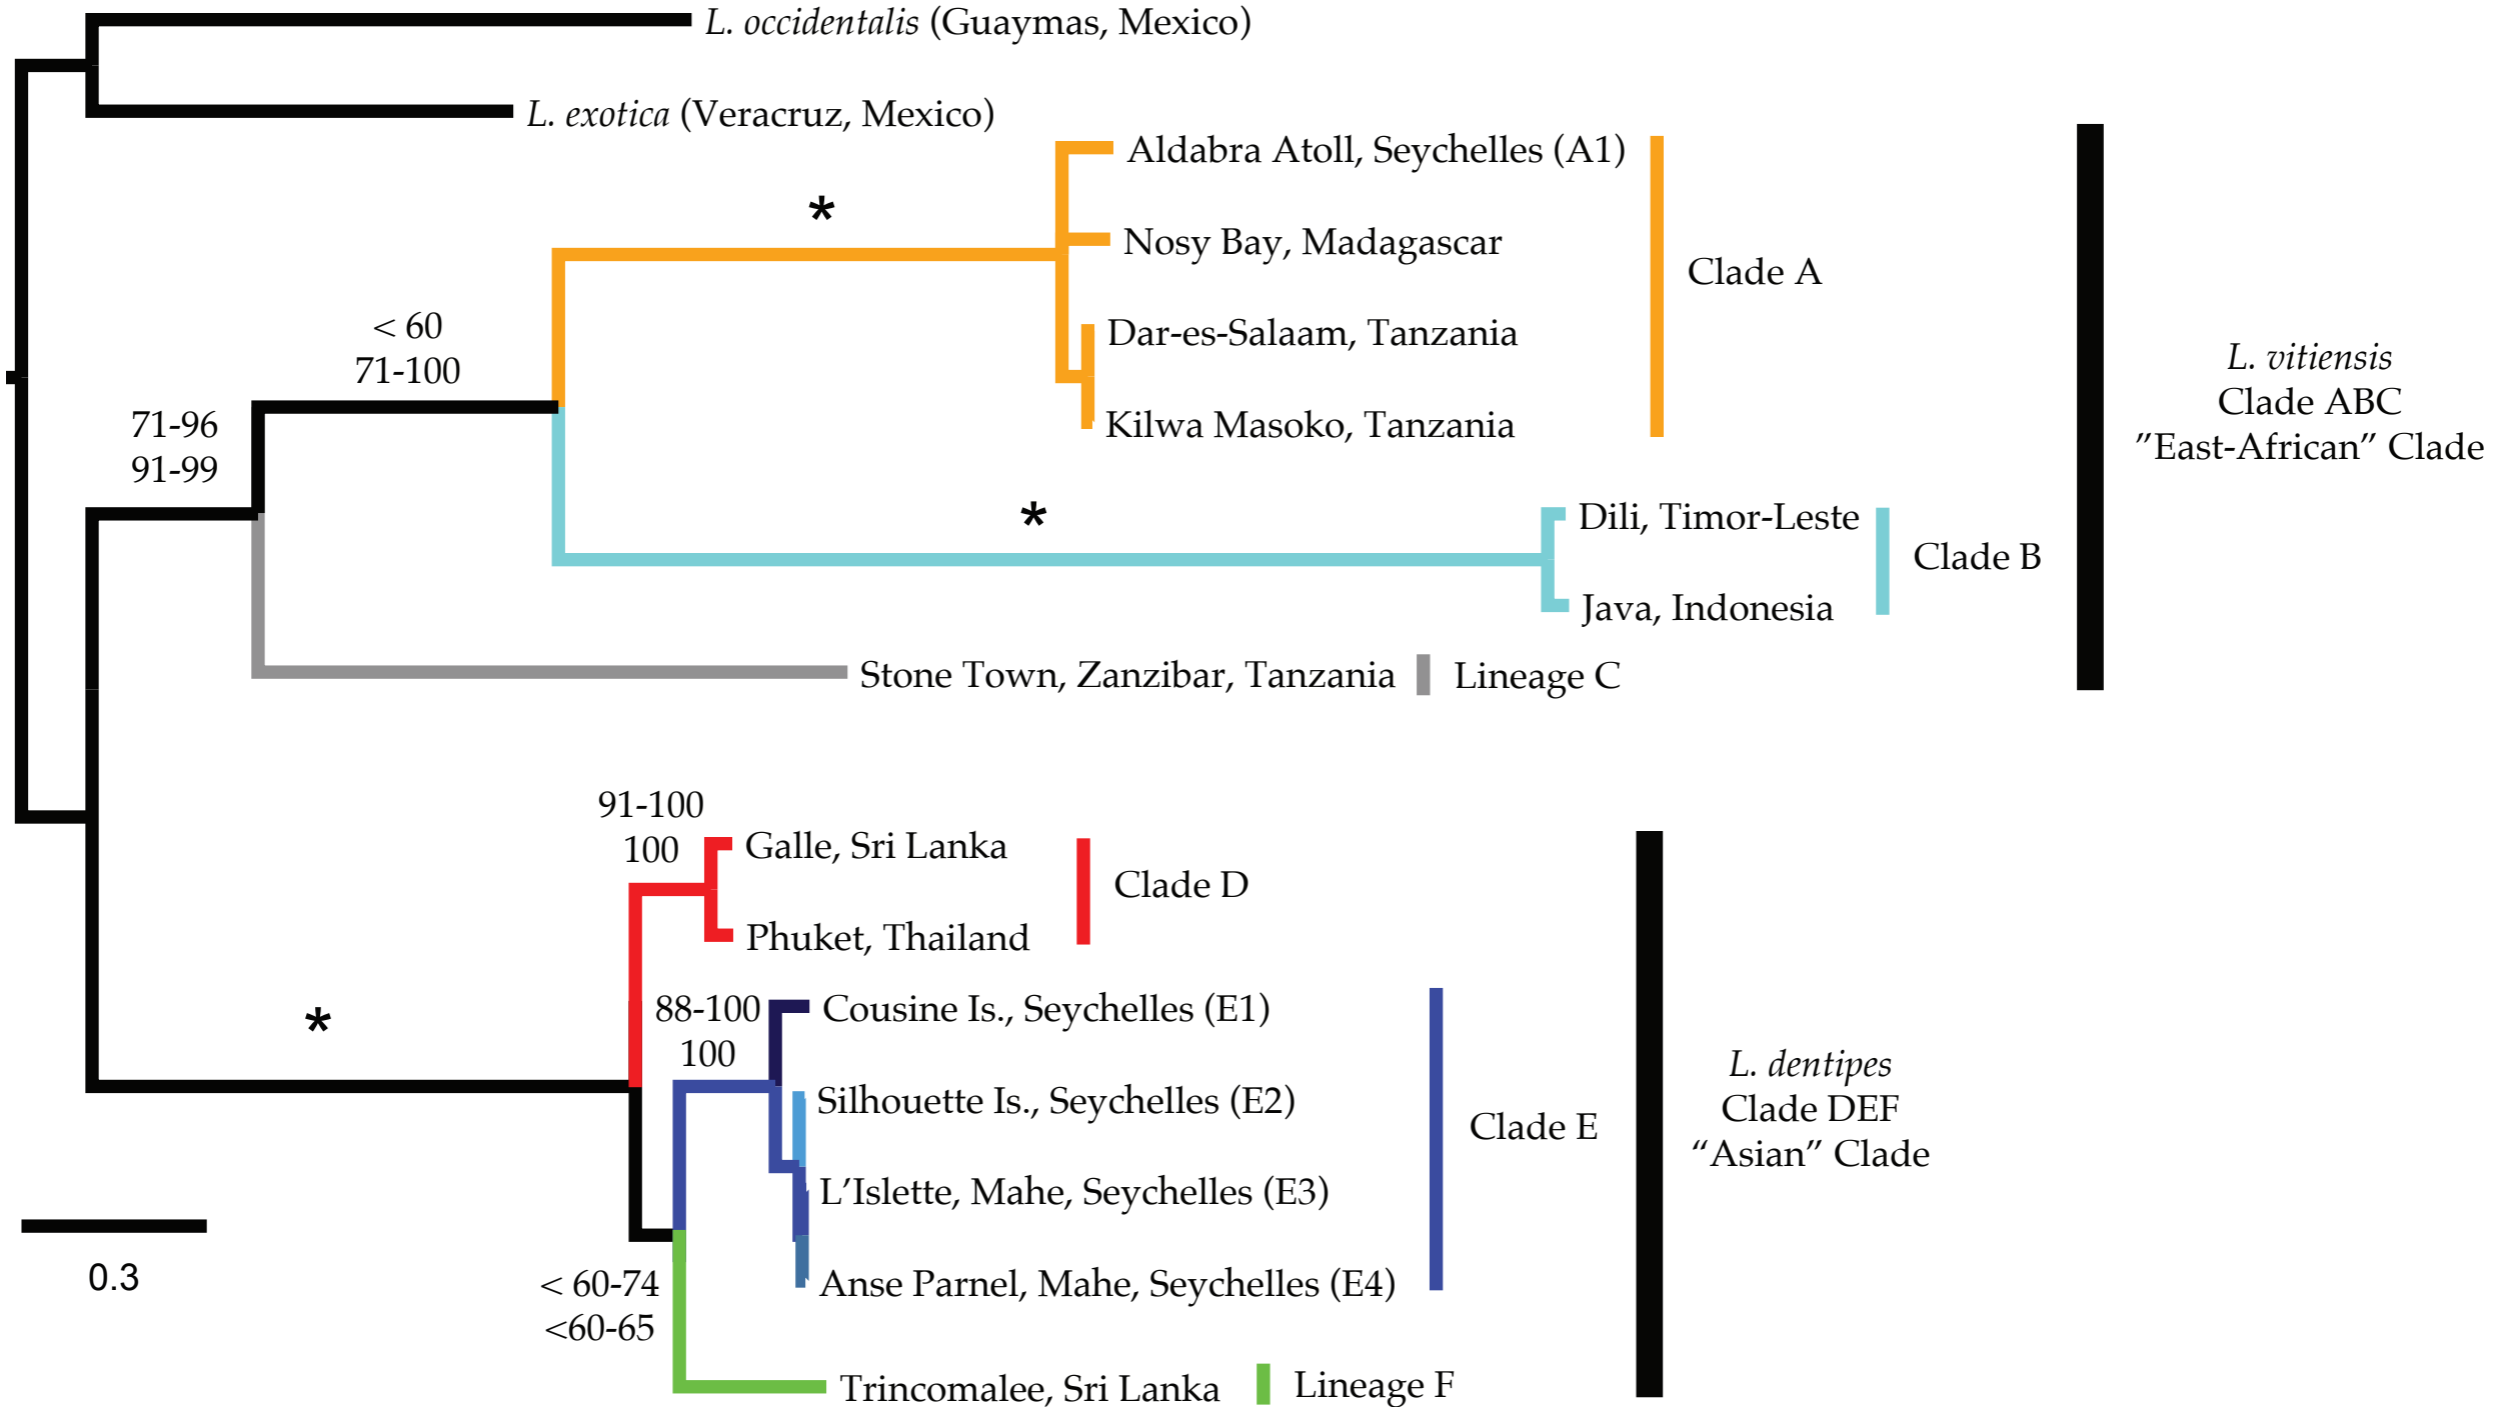 L. occidentalis (Guaymas, Mexico)
L. exotica (Veracruz, Mexico)
Aldabra Atoll, Seychelles (A1)
*
Nosy Bay, Madagascar
Clade A
< 60
71-100
Dar-es-Salaam, Tanzania
Kilwa Masoko, Tanzania
L. vitiensis
Clade ABC
”East-African” Clade
71-96
91-99
*
Dili, Timor-Leste
Clade B
Java, Indonesia
Stone Town, Zanzibar, Tanzania
Lineage C
91-100
100
Galle, Sri Lanka
Clade D
Phuket, Thailand
*
88-100
100
Cousine Is., Seychelles (E1)
Silhouette Is., Seychelles (E2)
Clade E
L. dentipes
Clade DEF
“Asian” Clade
L’Islette, Mahe, Seychelles (E3)
Anse Parnel, Mahe, Seychelles (E4)
0.3
< 60-74
<60-65
Trincomalee, Sri Lanka
Lineage F